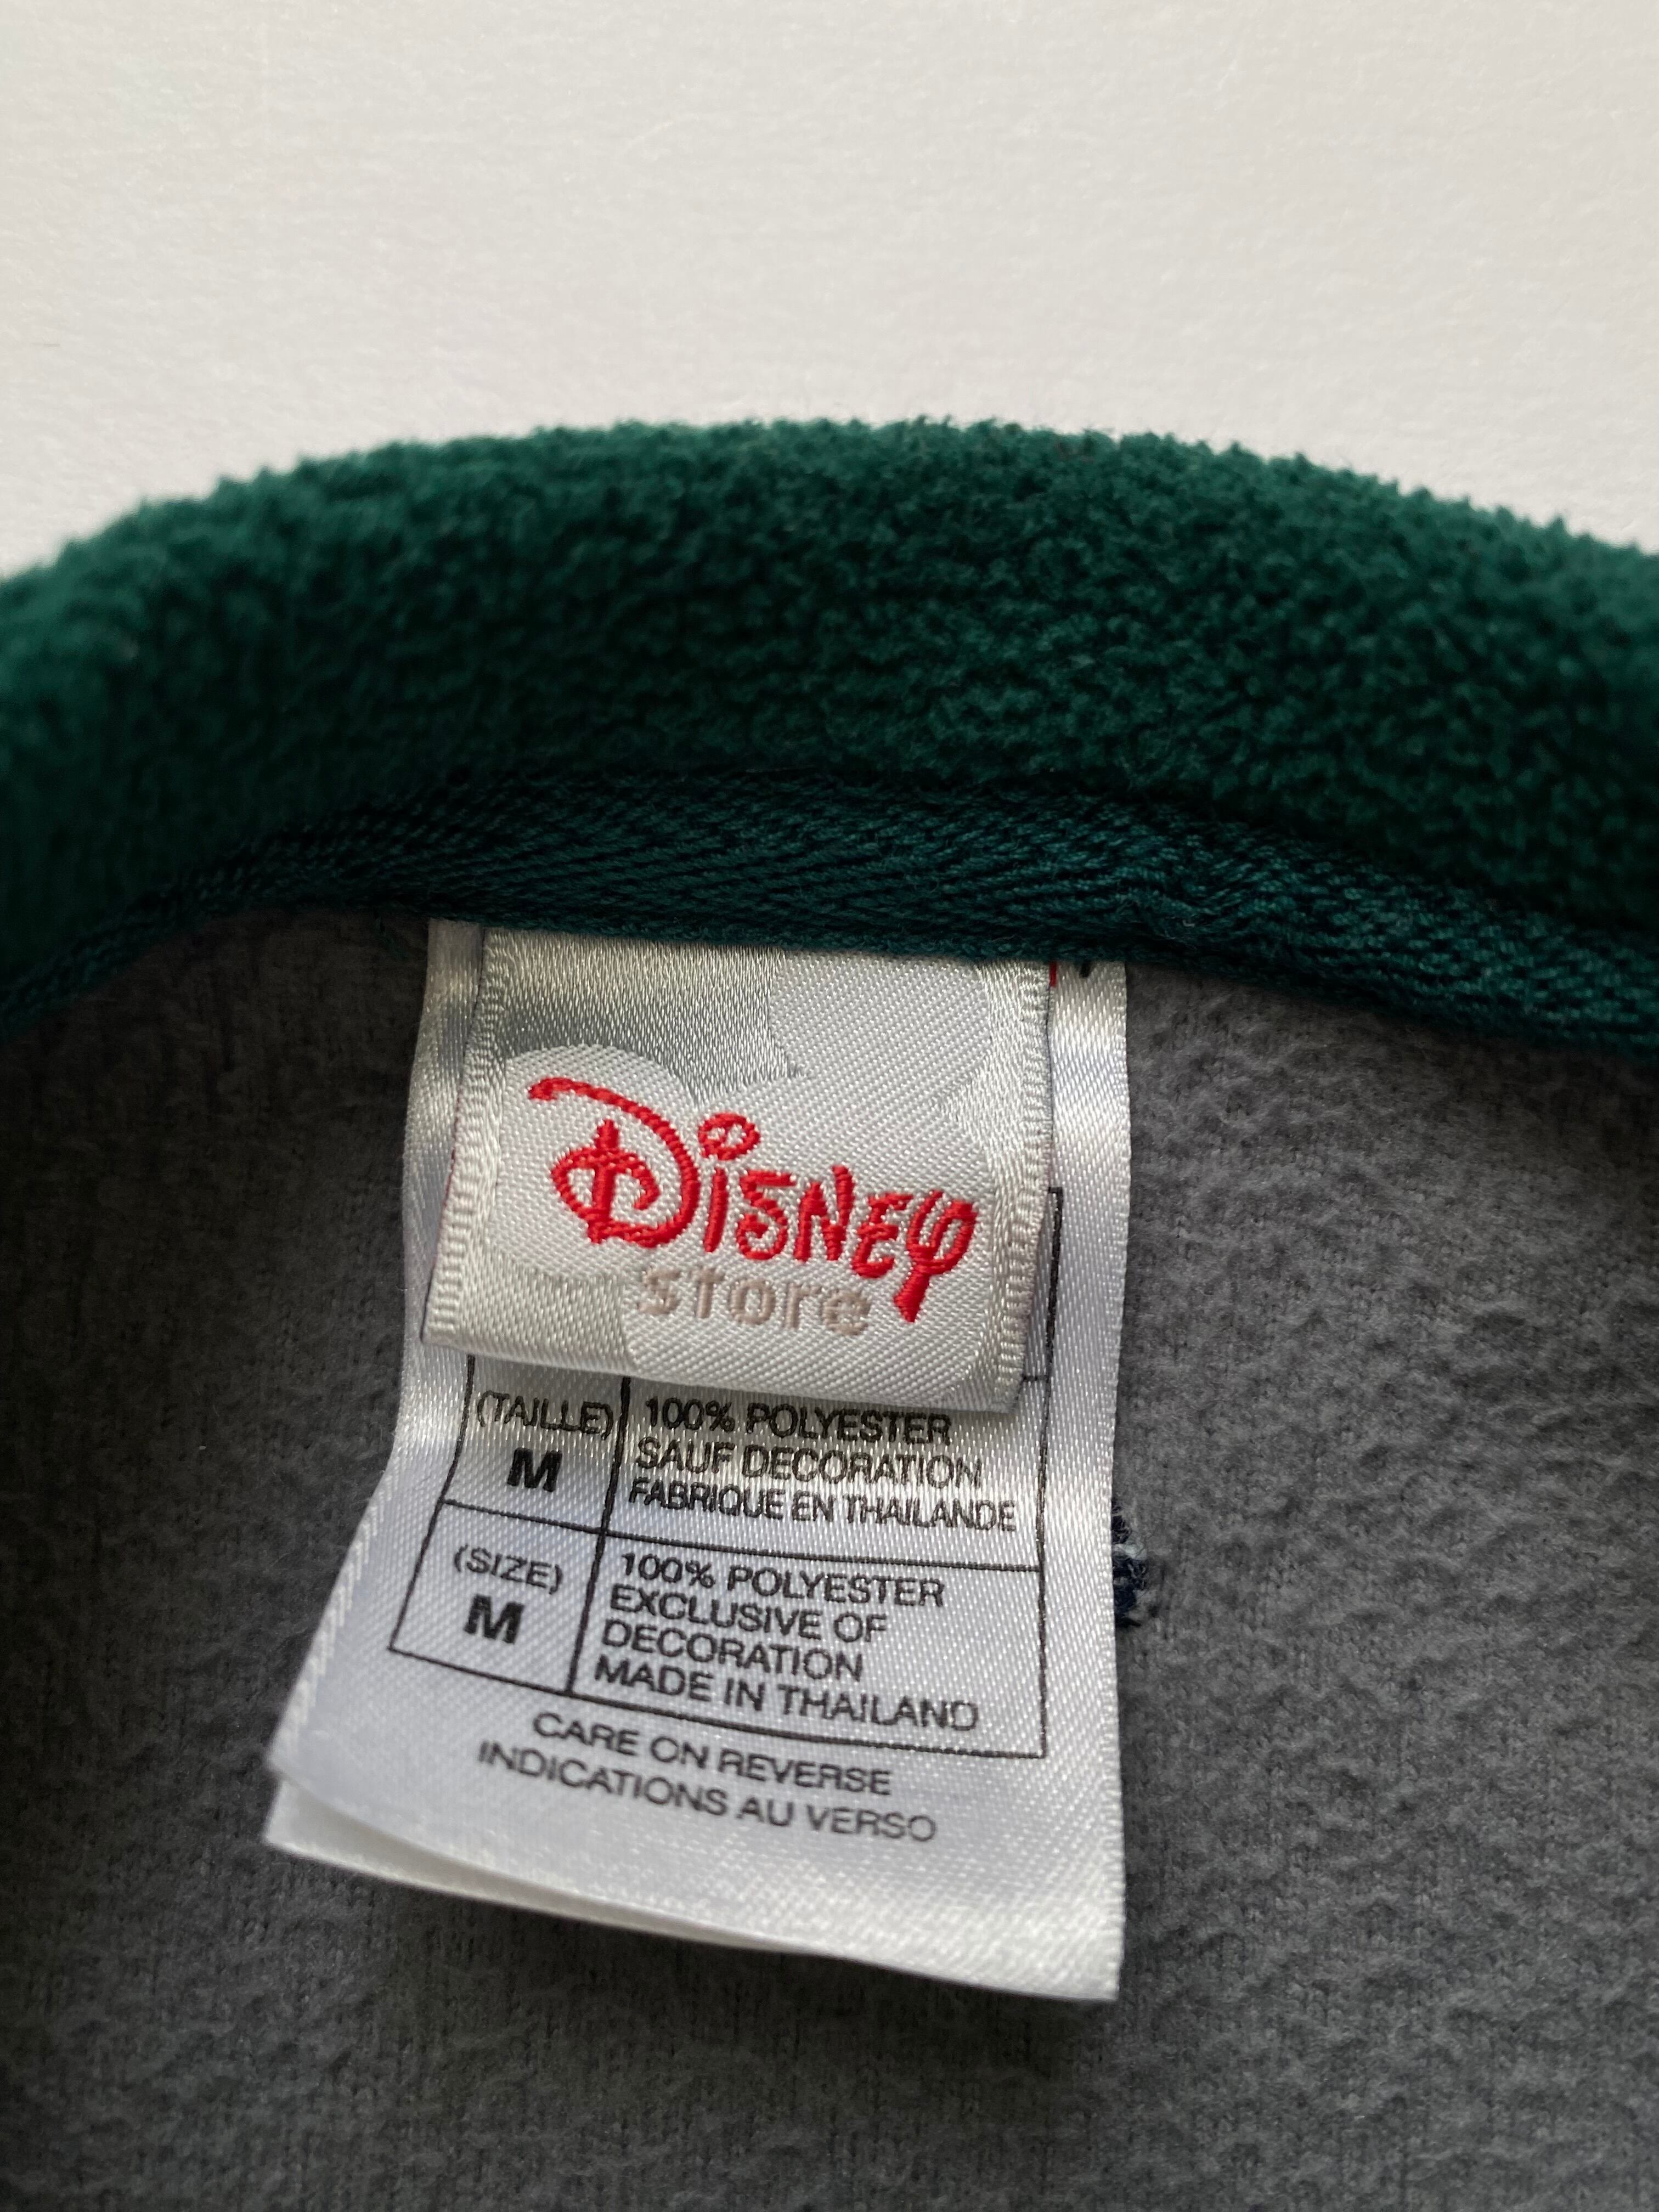 Disney
store
(TAILLE)
M
100% POLYESTER
SAUF DECORATION
FABRIQUE EN THAILANDE
(SIZE)
M
100% POLYESTER
EXCLUSIVE OF
DECORATION
MADE IN THAILAND
CARE ON REVERSE
INDICATIONS AU VERSO